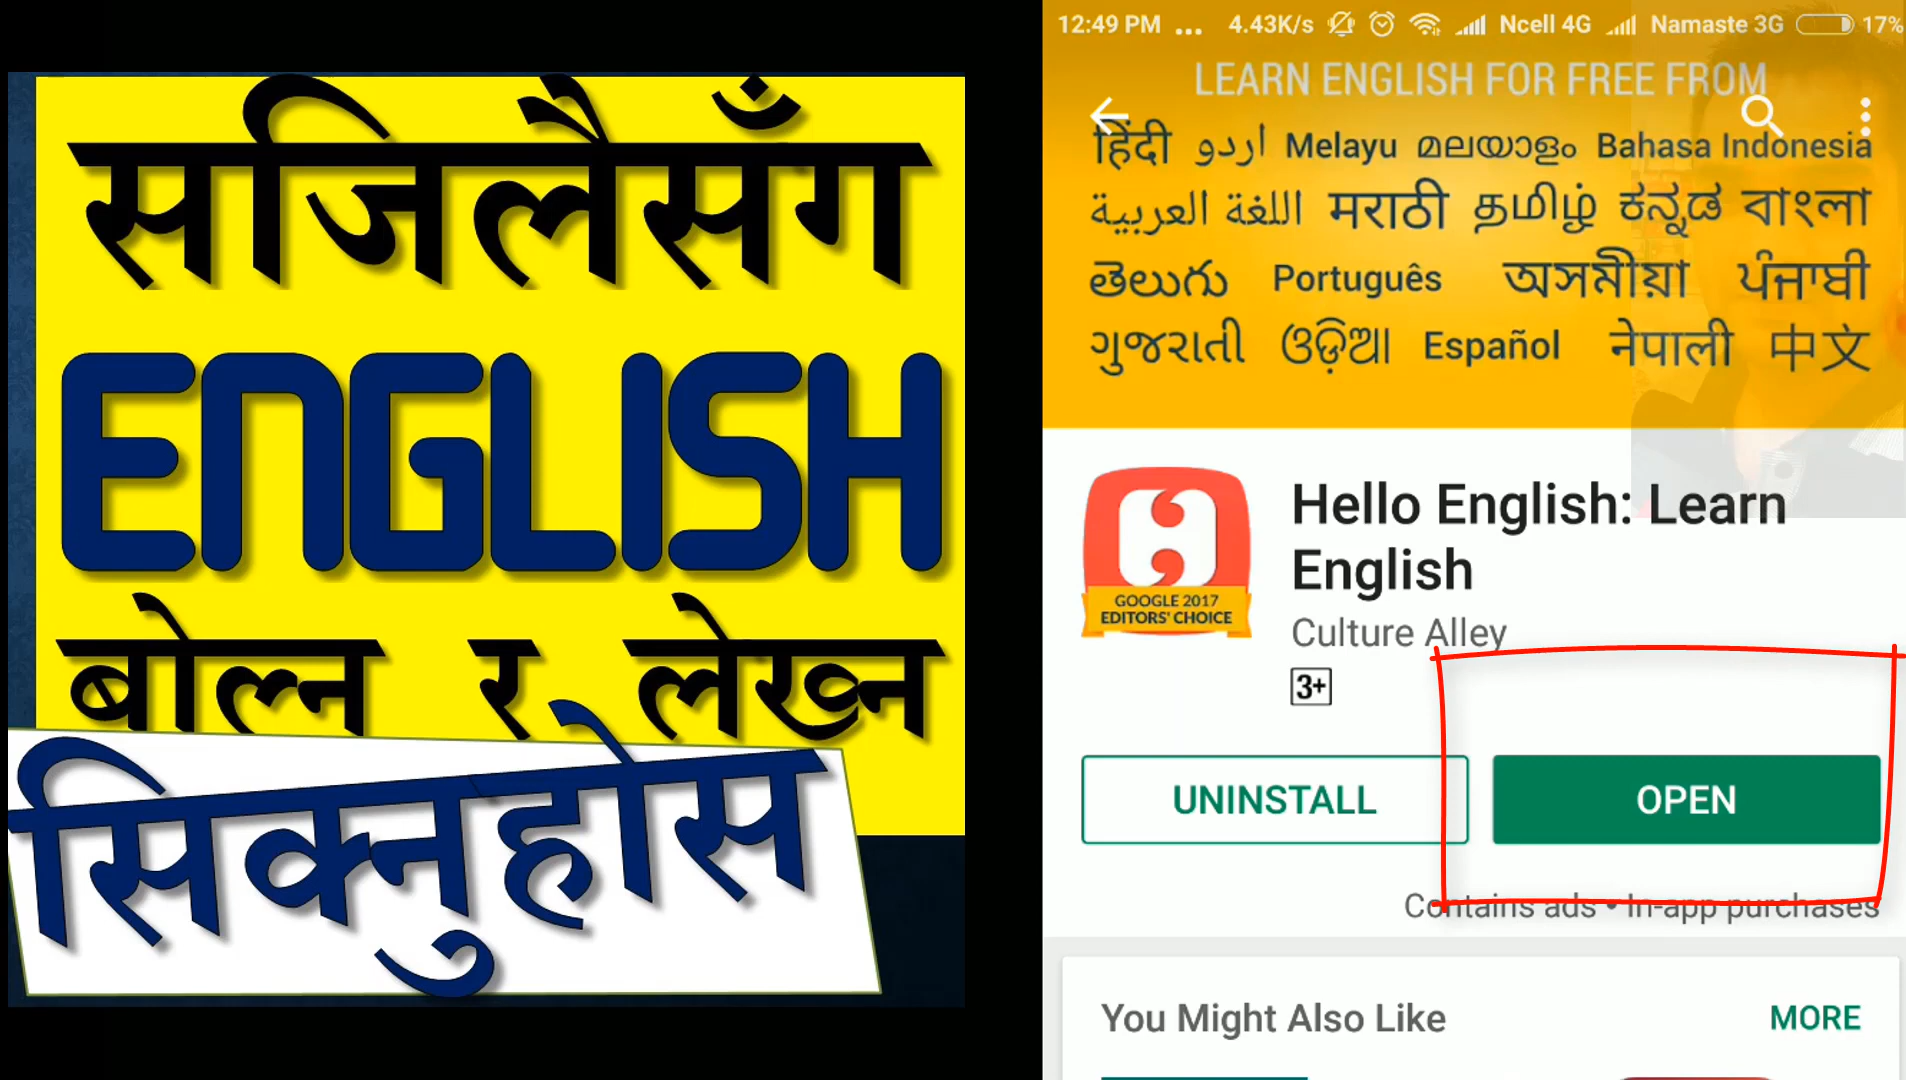 सजिलैसँग
ENGLISH
बोल्न र लेख्न
सिक्नुहोस
12:49 PM ... 4.43K/s Ncell 4G Namaste 3G 17%
LEARN ENGLISH FOR FREE FROM
हिंदी اردو Melayu മലയാളം Bahasa Indonesia
اللغة العربية मराठी தமிழ் ಕನ್ನಡ বাংলা
తెలుగు Português অসমীয়া ਪੰਜਾਬੀ
ગુજરાતી ଓଡ଼ିଆ Español नेपाली 中文
Hello English: Learn
English
GOOGLE 2017
EDITORS' CHOICE
Culture Alley
3+
UNINSTALL
OPEN
Contains ads • In-app purchases
You Might Also Like
MORE